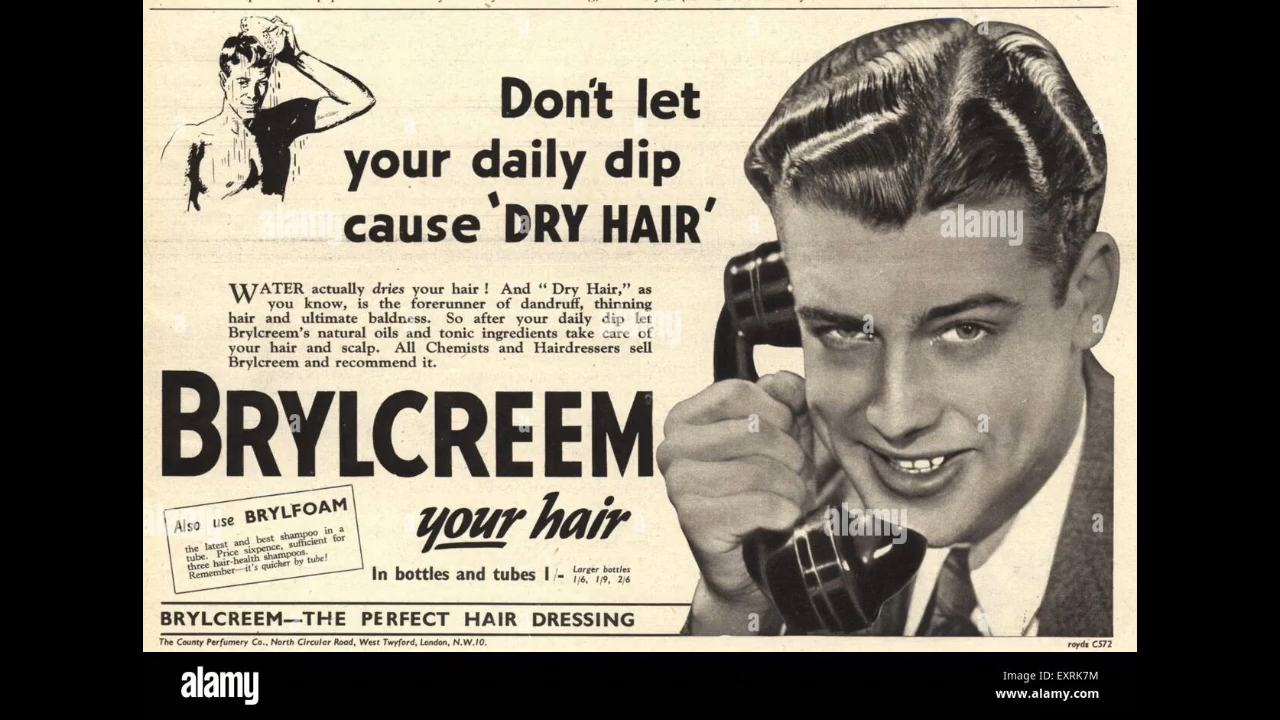 Don't let
your daily dip
cause 'DRY HAIR'
WATER actually dries your hair! And "Dry Hair," as
you know, is the forerunner of dandruff, thinning
hair and ultimate baldness. So after your daily dip let
Brylcreem's natural oils and tonic ingredients take care of
your hair and scalp. All Chemists and Hairdressers sell
Brylcreem and recommend it.
BRYLCREEM
your hair
Also use BRYLFOAM
the latest and best shampoo in a
tube. Price sixpence, sufficient for
three hair-health shampoos.
Remember—it's quicker by tube!
In bottles and tubes 1/- Larger bottles
1/6, 1/9, 2/6
BRYLCREEM—THE PERFECT HAIR DRESSING
The County Perfumery Co., North Circular Road, West Twyford, London, N.W.10.
royds C572
alamy
Image ID: EXRK7M
www.alamy.com